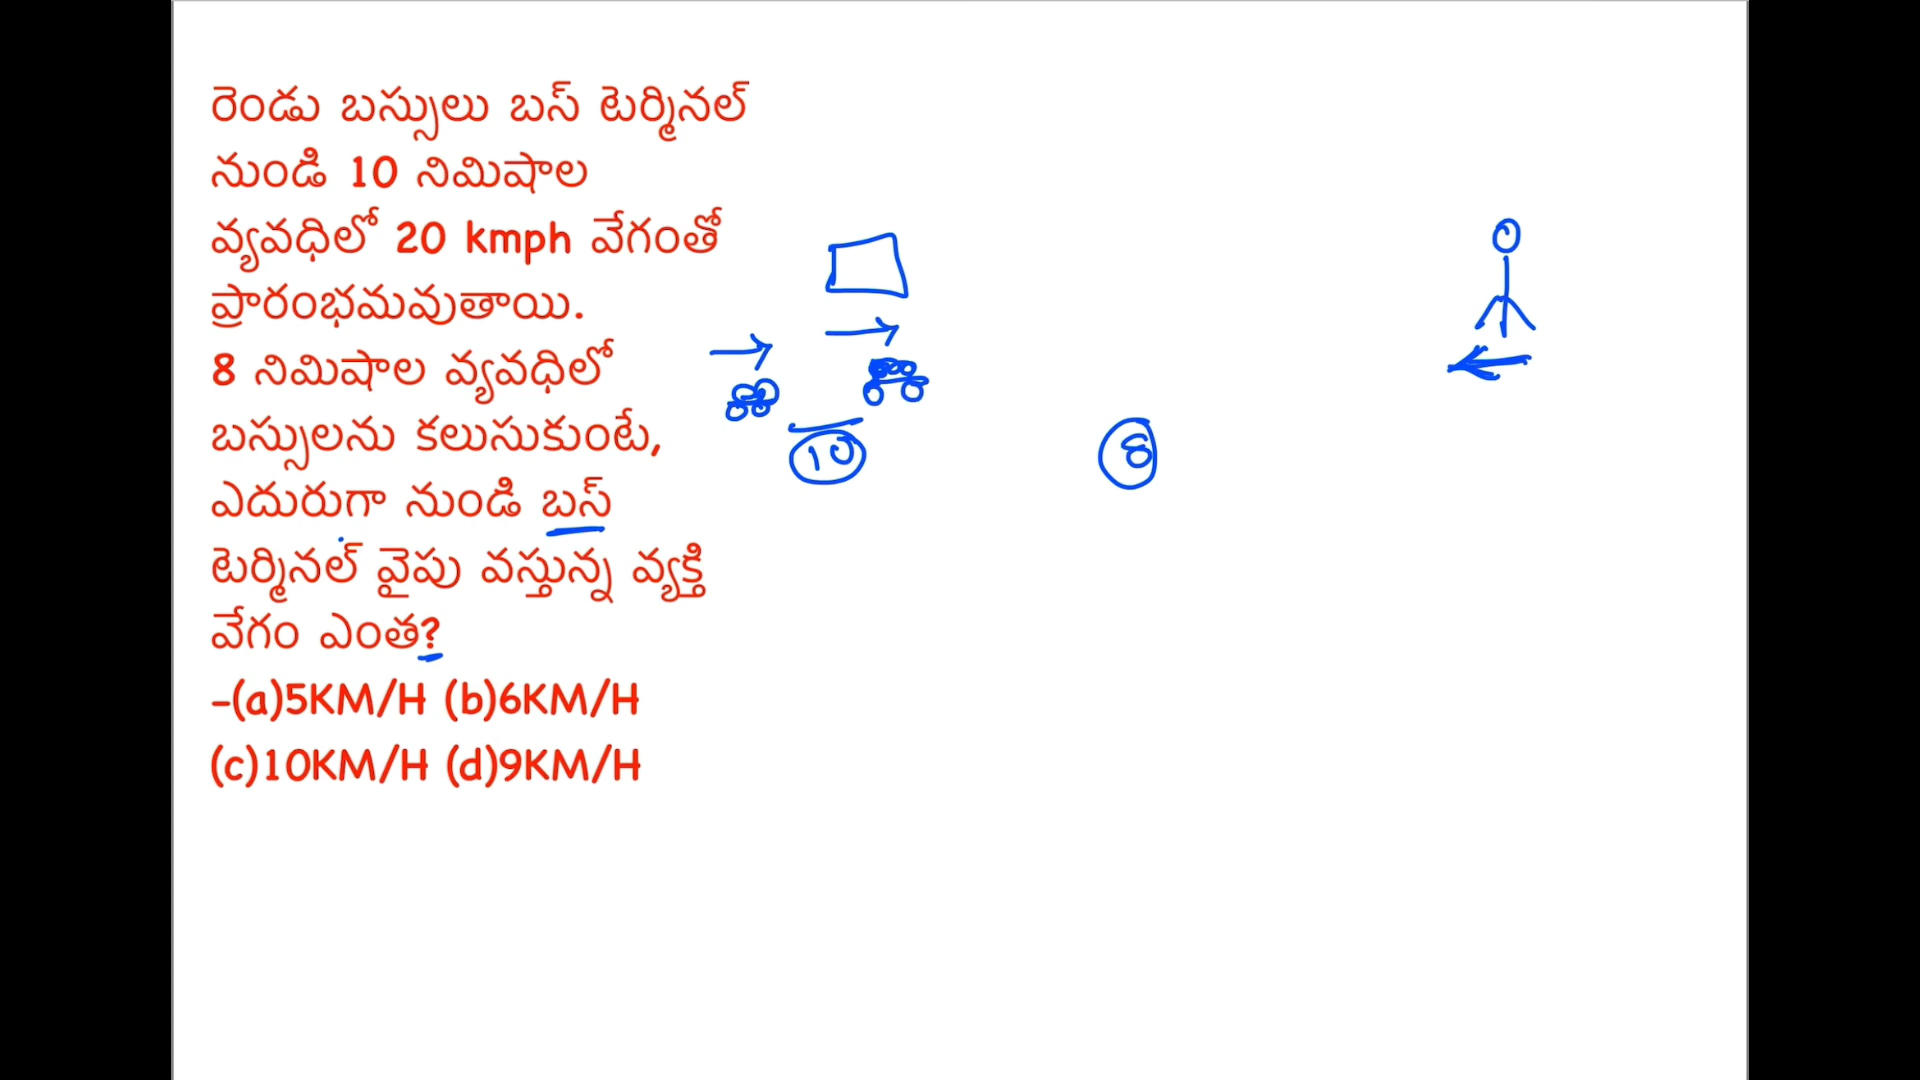 రెండు బస్సులు బస్ టెర్మినల్
నుండి 10 నిమిషాల
వ్యవధిలో 20 kmph వేగంతో
ప్రారంభమవుతాయి.
8 నిమిషాల వ్యవధిలో
బస్సులను కలుసుకుంటే,
ఎదురుగా నుండి బస్
టెర్మినల్ వైపు వస్తున్న వ్యక్తి
వేగం ఎంత?
-(a)5KM/H (b)6KM/H
(c)10KM/H (d)9KM/H
10
8